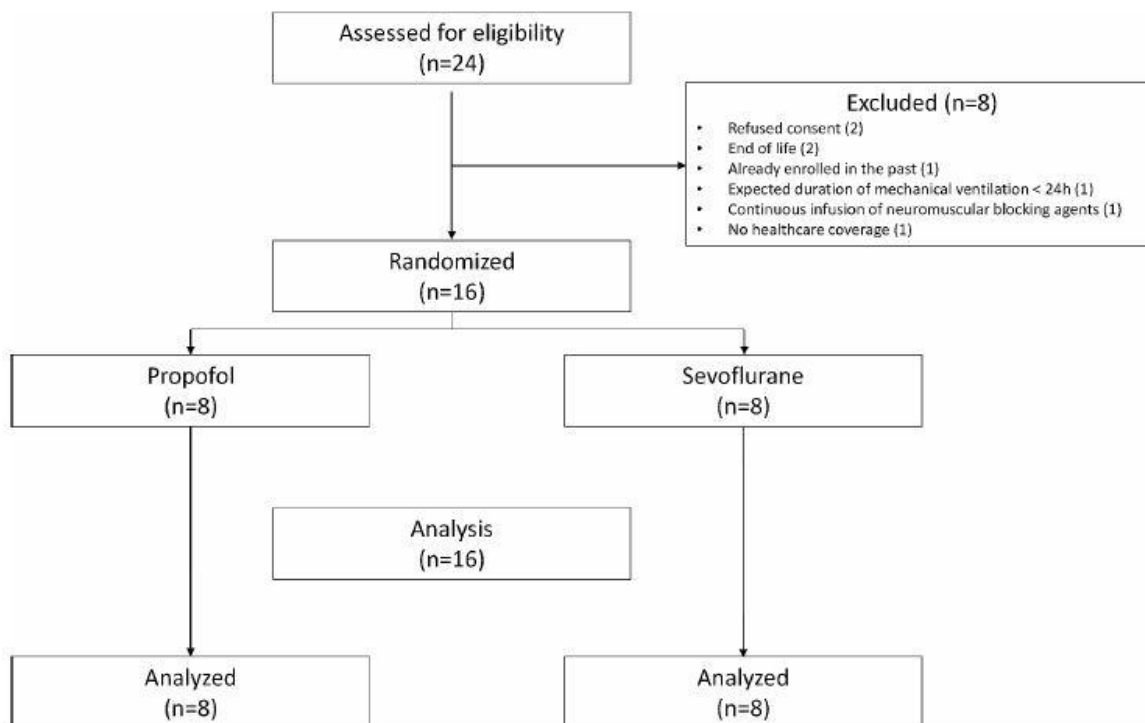 Assessed for eligibility
(n=24)
Excluded (n=8)
• Refused consent (2)
• End of life (2)
• Already enrolled in the past (1)
• Expected duration of mechanical ventilation < 24h (1)
• Continuous infusion of neuromuscular blocking agents (1)
• No healthcare coverage (1)
Randomized
(n=16)
Propofol
(n=8)
Sevoflurane
(n=8)
Analysis
(n=16)
Analyzed
(n=8)
Analyzed
(n=8)